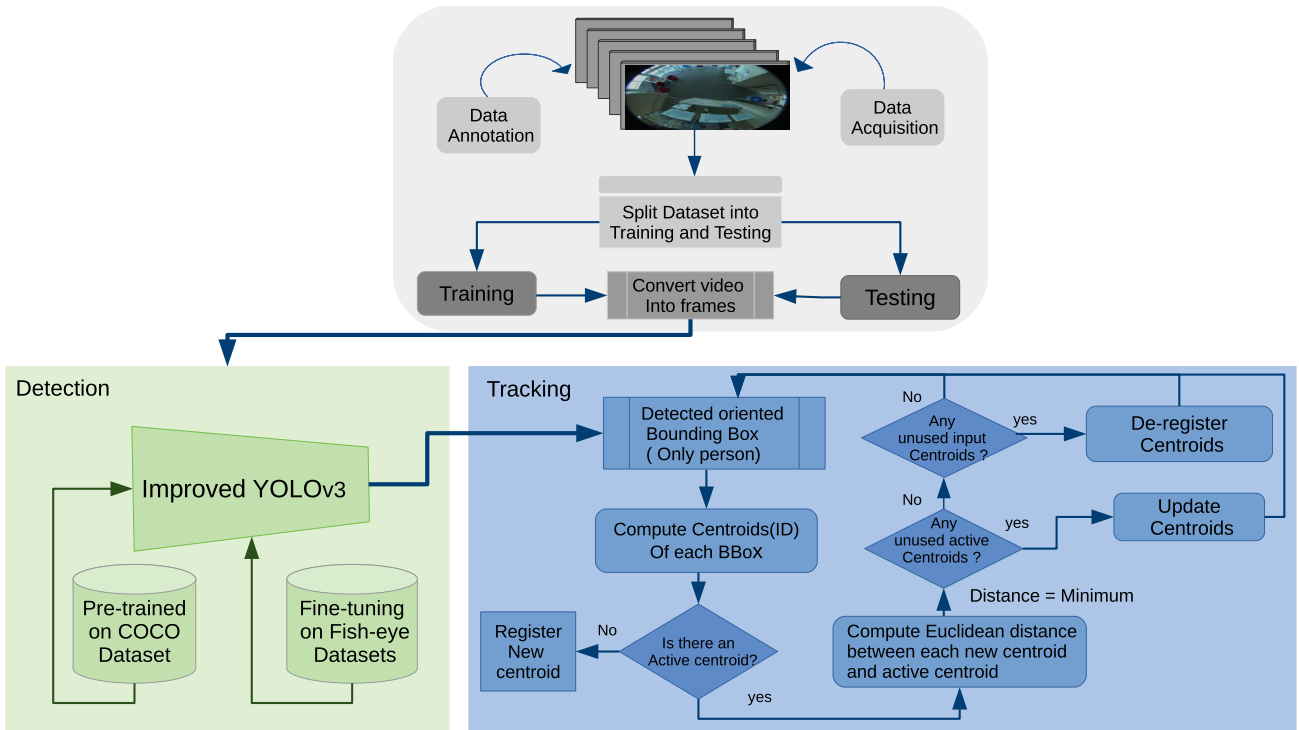 Data
Annotation
Data
Acquisition
Split Dataset into
Training and Testing
Training
Convert video
Into frames
Testing
Detection
Improved YOLOv3
Pre-trained
on COCO
Dataset
Fine-tuning
on Fish-eye
Datasets
Tracking
Detected oriented
Bounding Box
( Only person)
Compute Centroids(ID)
Of each BBox
Is there an
Active centroid?
No
Register
New
centroid
yes
Compute Euclidean distance
between each new centroid
and active centroid
Distance = Minimum
Any
unused active
Centroids ?
yes
Update
Centroids
No
Any
unused input
Centroids ?
yes
De-register
Centroids
No